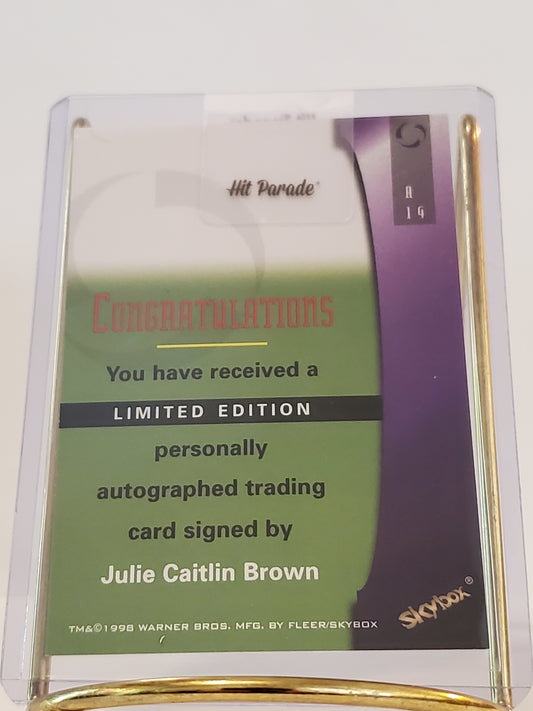 Hit Parade®
A
19
CONGRATULATIONS
You have received a
LIMITED EDITION
personally
autographed trading
card signed by
Julie Caitlin Brown
SKYBOX®
TM&©1998 WARNER BROS. MFG. BY FLEER/SKYBOX